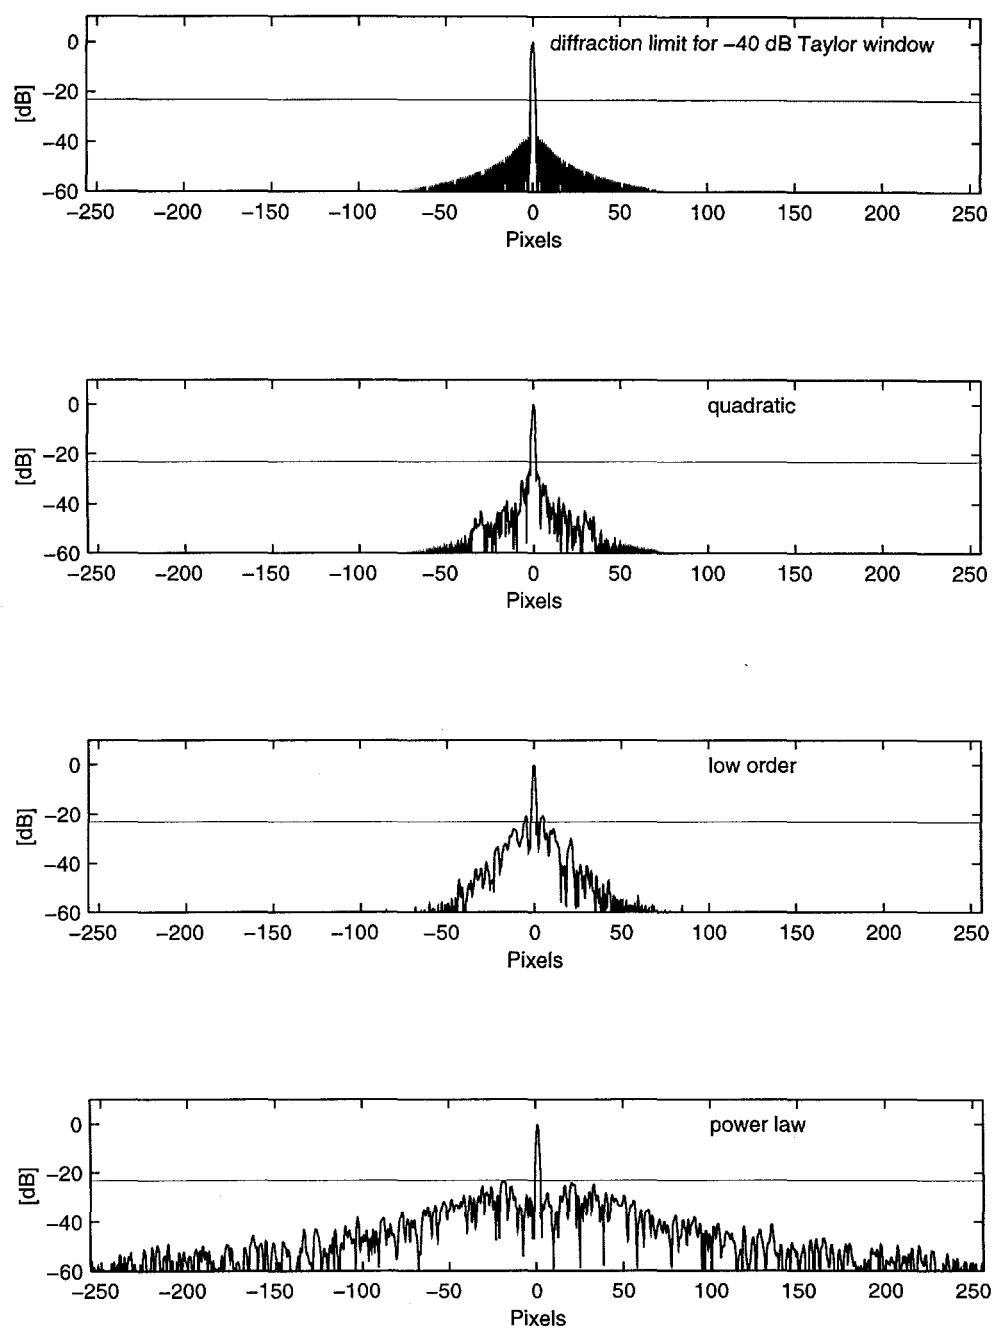 diffraction limit for −40 dB Taylor window
0
−20
−40
−60
[dB]
−250 −200 −150 −100 −50 0 50 100 150 200 250
Pixels
quadratic
0
−20
−40
−60
[dB]
−250 −200 −150 −100 −50 0 50 100 150 200 250
Pixels
low order
0
−20
−40
−60
[dB]
−250 −200 −150 −100 −50 0 50 100 150 200 250
Pixels
power law
0
−20
−40
−60
[dB]
−250 −200 −150 −100 −50 0 50 100 150 200 250
Pixels